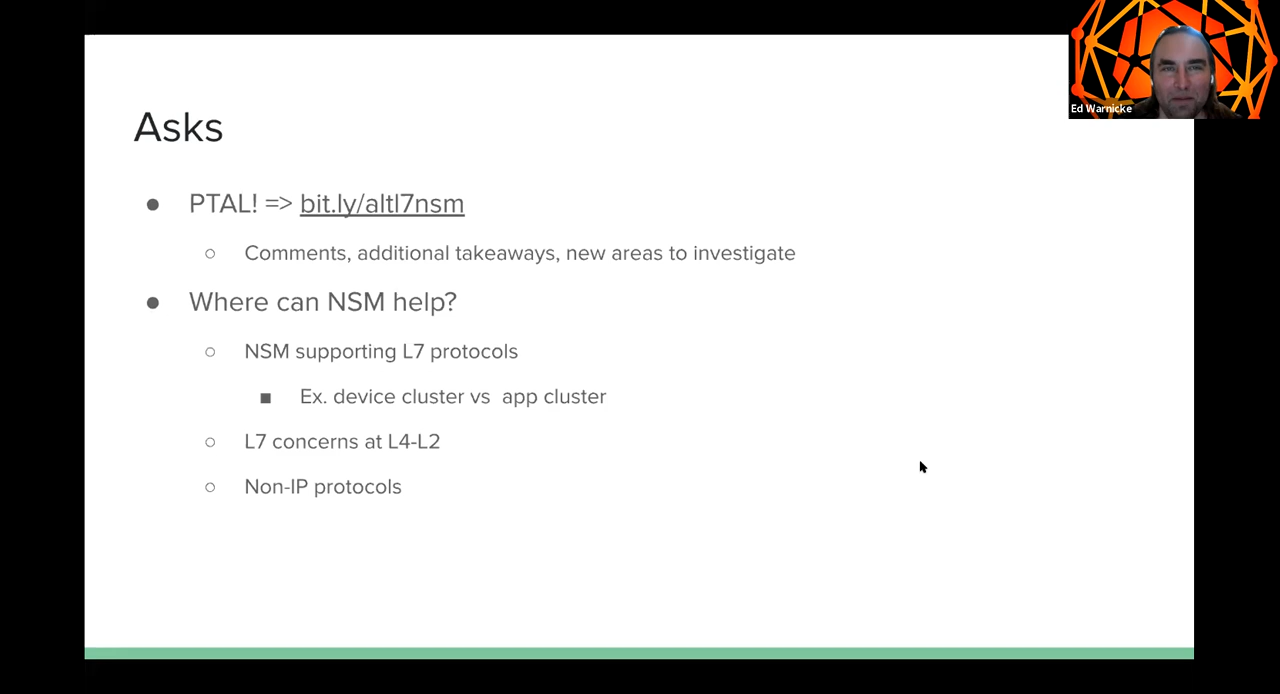 Ed Warnicke
Asks
● PTAL! => bit.ly/altl7nsm
○ Comments, additional takeaways, new areas to investigate
● Where can NSM help?
○ NSM supporting L7 protocols
■ Ex. device cluster vs  app cluster
○ L7 concerns at L4-L2
○ Non-IP protocols